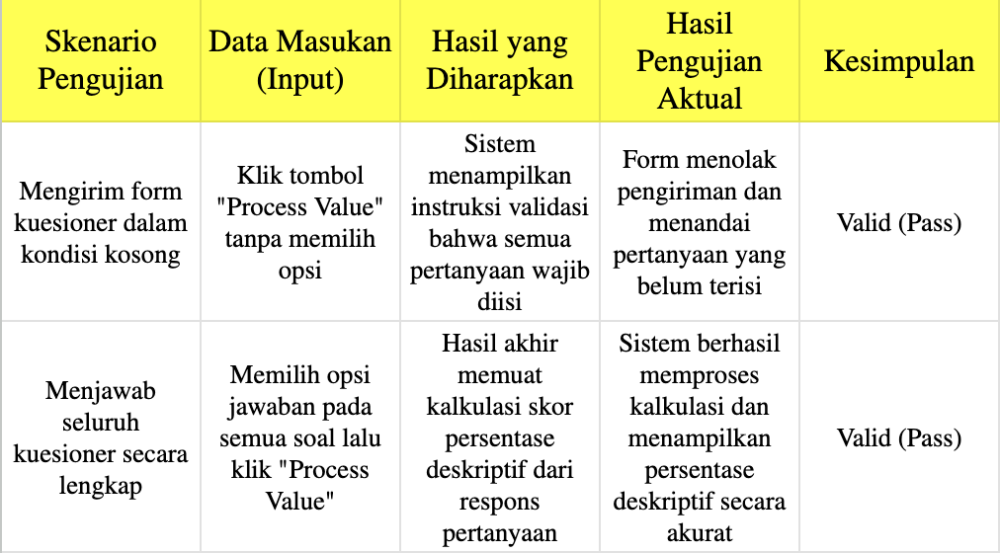 Skenario
Pengujian
Data Masukan
(Input)
Hasil yang
Diharapkan
Hasil
Pengujian
Aktual
Kesimpulan
Mengirim form
kuesioner dalam
kondisi kosong
Klik tombol
"Process Value"
tanpa memilih
opsi
Sistem
menampilkan
instruksi validasi
bahwa semua
pertanyaan wajib
diisi
Form menolak
pengiriman dan
menandai
pertanyaan yang
belum terisi
Valid (Pass)
Menjawab
seluruh
kuesioner secara
lengkap
Memilih opsi
jawaban pada
semua soal lalu
klik "Process
Value"
Hasil akhir
memuat
kalkulasi skor
persentase
deskriptif dari
respons
pertanyaan
Sistem berhasil
memproses
kalkulasi dan
menampilkan
persentase
deskriptif secara
akurat
Valid (Pass)